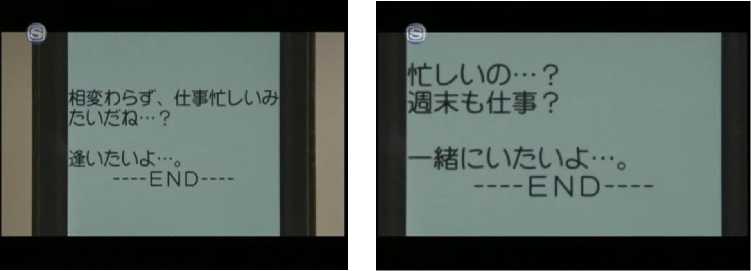 相変わらず、仕事忙しいみ
たいだね…？
逢いたいよ…。
----END----
忙しいの…？
週末も仕事？
一緒にいたいよ…。
----END----